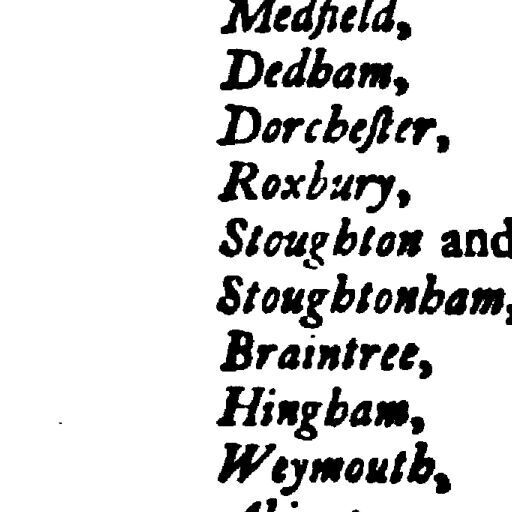 Medfield,
Dedham,
Dorcheſter,
Roxbury,
Stoughton and
Stoughtonham,
Braintree,
Hingham,
Weymouth,